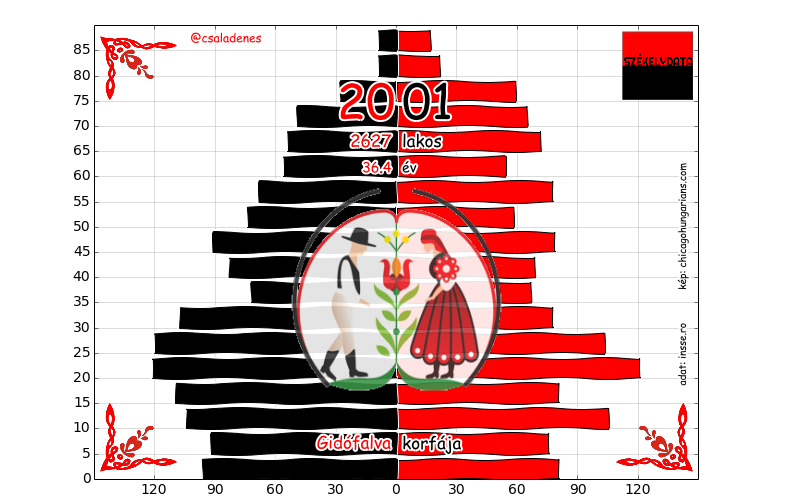 @csaladenes
SZÉKELYDATA
2001
2627 lakos
36.4 év
kép: chicagohungarians.com
adat: insse.ro
Gidófalva korfája
85
80
75
70
65
60
55
50
45
40
35
30
25
20
15
10
5
0
120 90 60 30 0 30 60 90 120